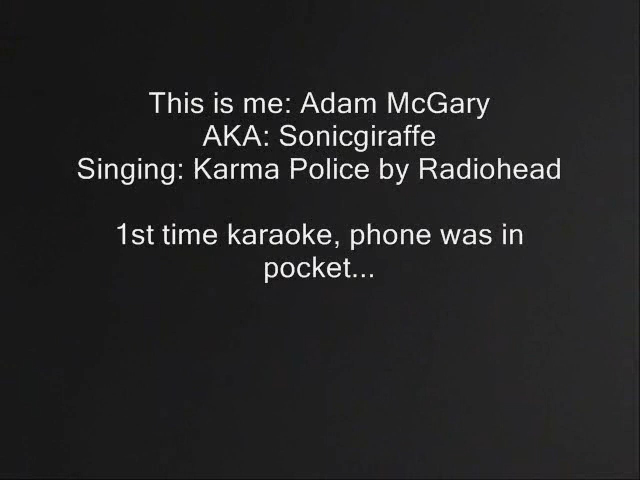 This is me: Adam McGary
AKA: Sonicgiraffe
Singing: Karma Police by Radiohead
1st time karaoke, phone was in
pocket...